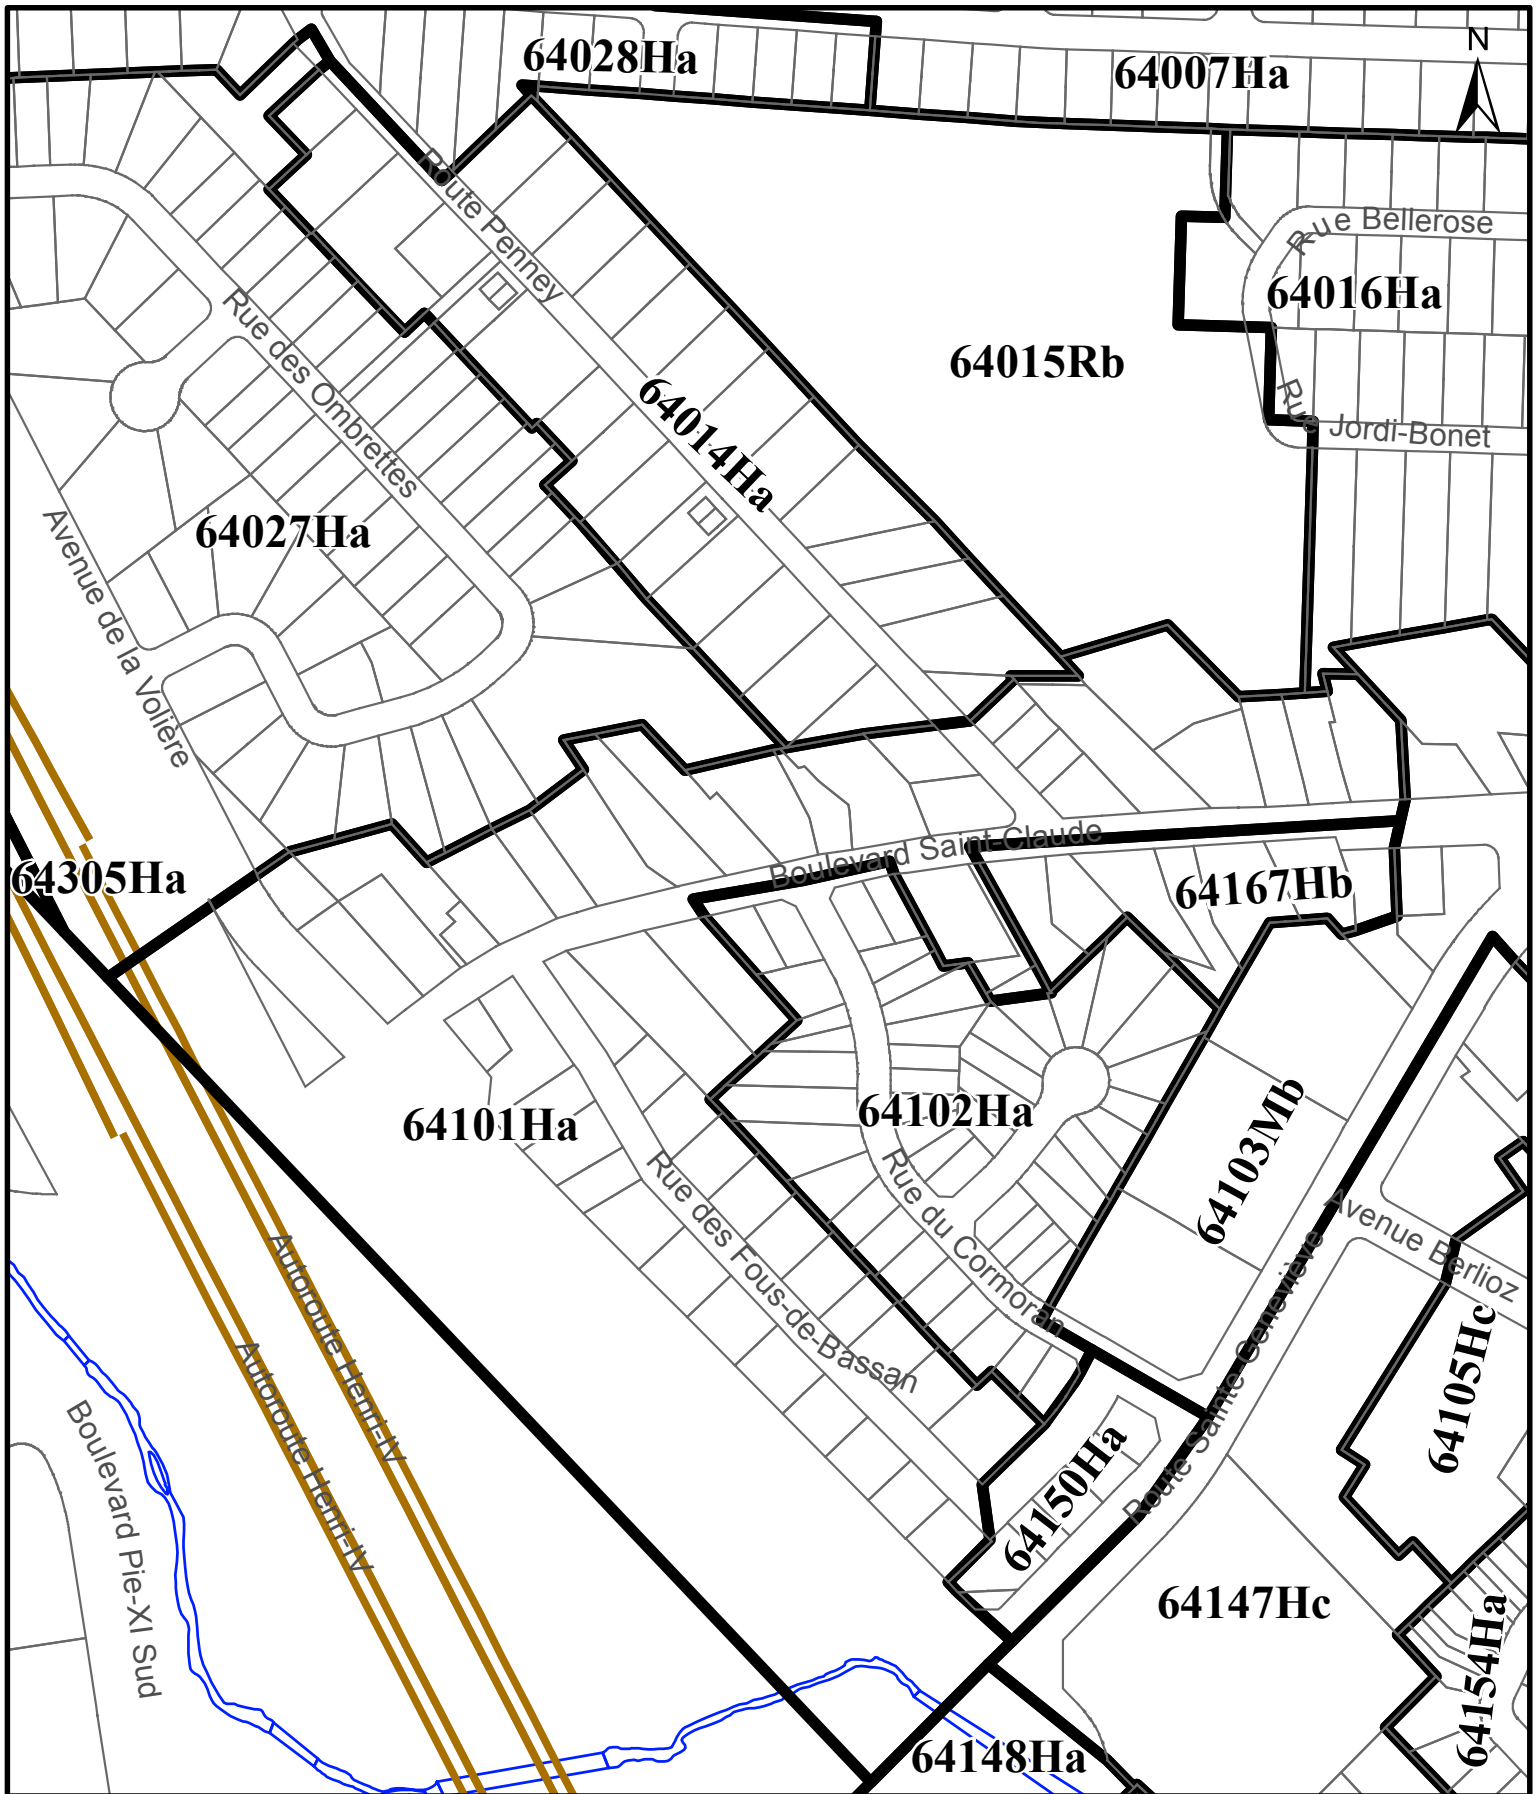 64028Ha
64007Ha
N
Route Penney
Rue Bellerose
64016Ha
Rue des Ombrettes
64015Rb
64014Ha
Rue Jordi-Bonet
64027Ha
Avenue de la Volière
64305Ha
Boulevard Saint-Claude
64167Hb
64101Ha
64102Ha
64103Mb
Rue des Fous-de-Bassan
Rue du Cormoran
Avenue Berlioz
Route Sainte-Geneviève
64105Hc
Autoroute Henri-IV
Autoroute Henri-IV
Boulevard Pie-XI Sud
64150Ha
64147Hc
64154Ha
64148Ha